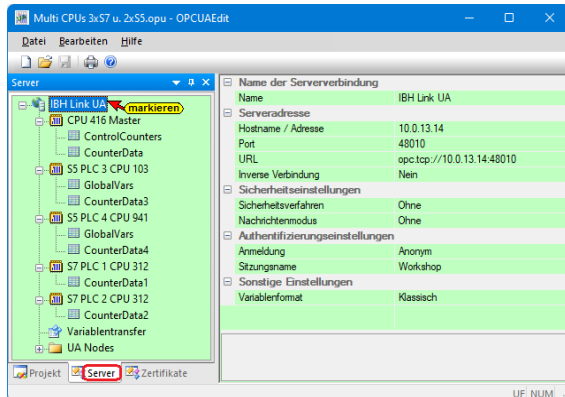 Multi CPUs 3xS7 u. 2xS5.opu - OPCUAEdit
Datei Bearbeiten Hilfe
Server
IBH Link UA markieren
CPU 416 Master
ControlCounters
CounterData
S5 PLC 3 CPU 103
GlobalVars
CounterData3
S5 PLC 4 CPU 941
GlobalVars
CounterData4
S7 PLC 1 CPU 312
CounterData1
S7 PLC 2 CPU 312
CounterData2
Variablentransfer
UA Nodes
Projekt Server Zertifikate
Name der Serververbindung
Name IBH Link UA
Serveradresse
Hostname / Adresse 10.0.13.14
Port 48010
URL opc.tcp://10.0.13.14:48010
Inverse Verbindung Nein
Sicherheitseinstellungen
Sicherheitsverfahren Ohne
Nachrichtenmodus Ohne
Authentifizierungseinstellungen
Anmeldung Anonym
Sitzungsname Workshop
Sonstige Einstellungen
Variablenformat Klassisch
UF NUM